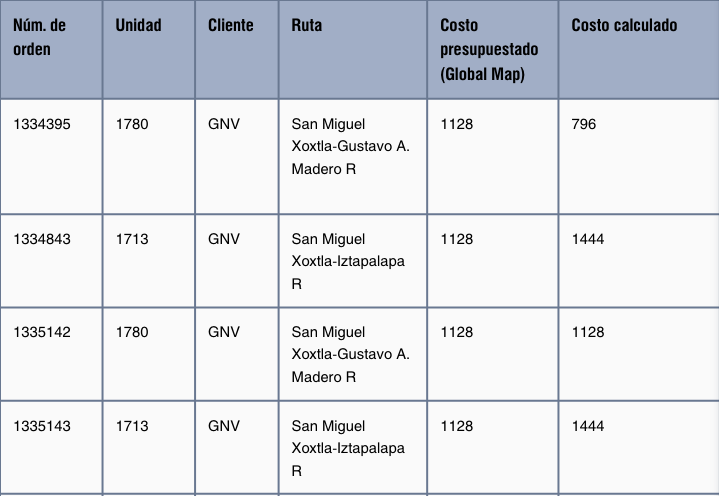 Núm. de orden Unidad Cliente Ruta Costo presupuestado (Global Map) Costo calculado
1334395 1780 GNV San Miguel Xoxtla-Gustavo A. Madero R 1128 796
1334843 1713 GNV San Miguel Xoxtla-Iztapalapa R 1128 1444
1335142 1780 GNV San Miguel Xoxtla-Gustavo A. Madero R 1128 1128
1335143 1713 GNV San Miguel Xoxtla-Iztapalapa R 1128 1444